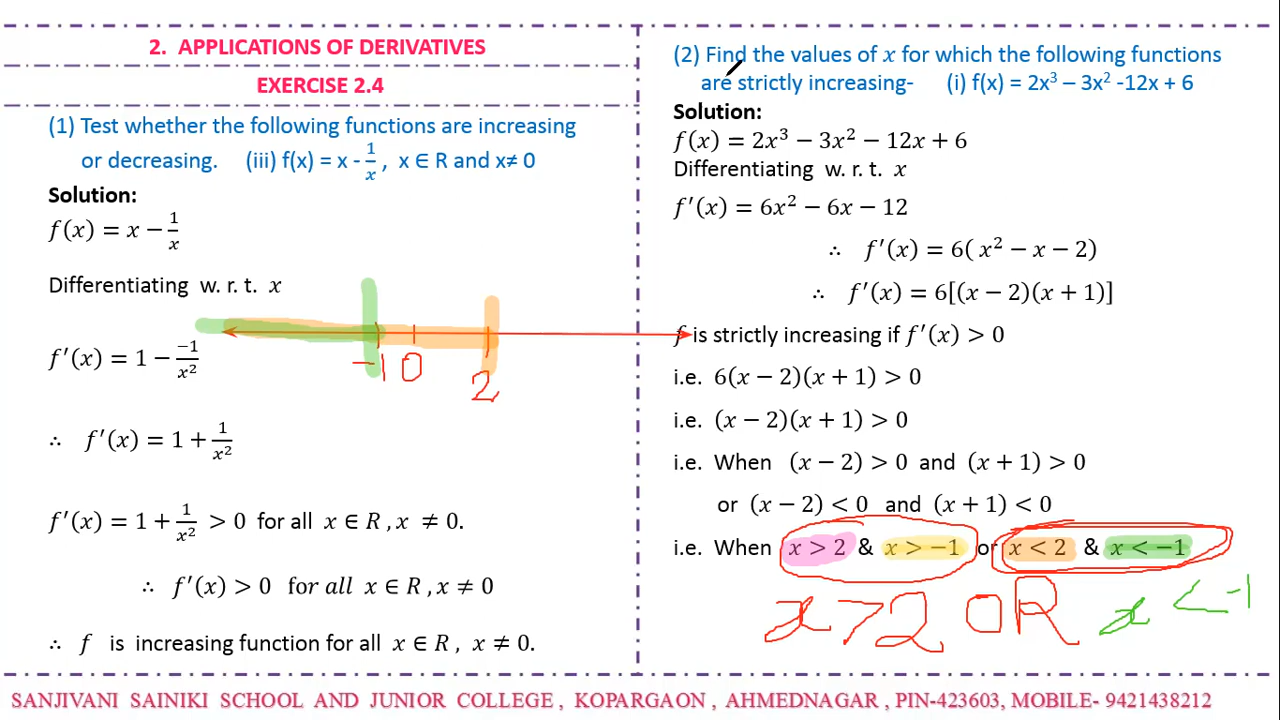 2. APPLICATIONS OF DERIVATIVES
EXERCISE 2.4
(1) Test whether the following functions are increasing
or decreasing. (iii) f(x) = x - 1/x , x ∈ R and x≠ 0
Solution:
f(x) = x − 1/x
Differentiating w. r. t. x
f′(x) = 1 − −1/x²
∴ f′(x) = 1 + 1/x²
f′(x) = 1 + 1/x² > 0 for all x ∈ R , x ≠ 0.
∴ f′(x) > 0 for all x ∈ R , x ≠ 0
∴ f is increasing function for all x ∈ R , x ≠ 0.
−1 0 2
(2) Find the values of x for which the following functions
are strictly increasing- (i) f(x) = 2x³ – 3x² -12x + 6
Solution:
f(x) = 2x³ − 3x² − 12x + 6
Differentiating w. r. t. x
f′(x) = 6x² − 6x − 12
∴ f′(x) = 6( x² − x − 2)
∴ f′(x) = 6[(x − 2)(x + 1)]
f is strictly increasing if f′(x) > 0
i.e. 6(x − 2)(x + 1) > 0
i.e. (x − 2)(x + 1) > 0
i.e. When (x − 2) > 0 and (x + 1) > 0
or (x − 2) < 0 and (x + 1) < 0
i.e. When x > 2 & x > −1 or x < 2 & x < −1
x > 2 OR x < -1
SANJIVANI SAINIKI SCHOOL AND JUNIOR COLLEGE , KOPARGAON , AHMEDNAGAR , PIN-423603, MOBILE- 9421438212